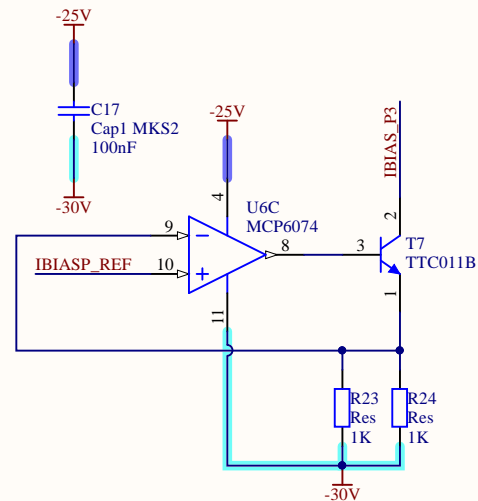 -25V
C17
Cap1 MKS2
100nF
-30V
-25V
4
U6C
MCP6074
9
10
8
11
IBIASP_REF
IBIAS_P3
2
3
T7
TTC011B
1
R23
Res
1K
R24
Res
1K
-30V